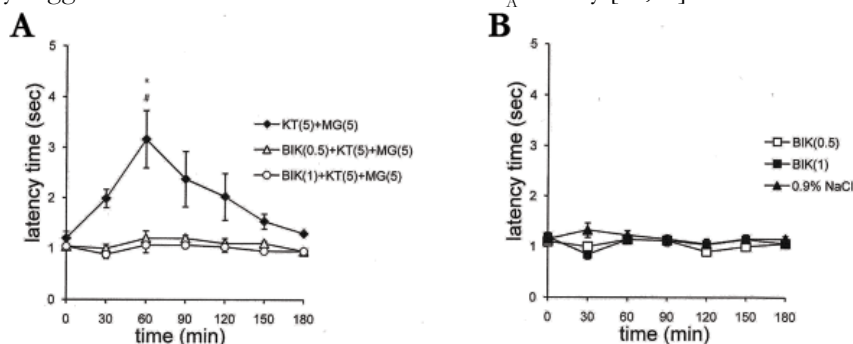 A
latency time (sec)
5
4
3
2
1
0
*
#
KT(5)+MG(5)
BIK(0.5)+KT(5)+MG(5)
BIK(1)+KT(5)+MG(5)
0 30 60 90 120 150 180
time (min)
B
latency time (sec)
5
4
3
2
1
0
BIK(0.5)
BIK(1)
0.9% NaCl
0 30 60 90 120 150 180
time (min)